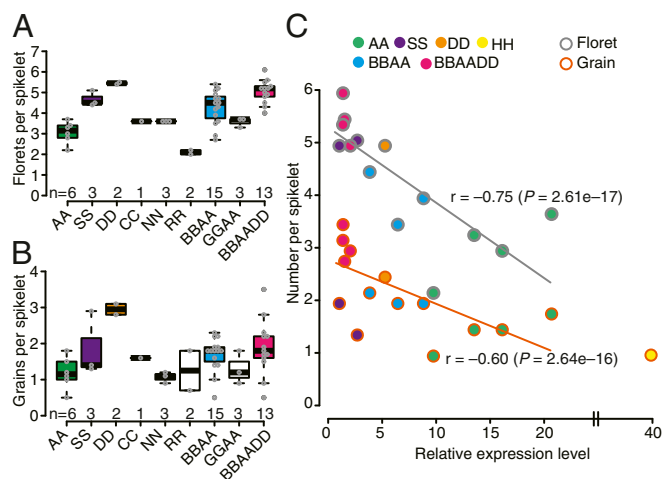 A
Florets per spikelet
7
6
5
4
3
2
1
0
n=6 3 2 1 3 2 15 3 13
AA SS DD CC NN RR BBAA GGAA BBAADD
B
Grains per spikelet
4
3
2
1
0
n=6 3 2 1 3 2 15 3 13
AA SS DD CC NN RR BBAA GGAA BBAADD
C
AA SS DD HH Floret
BBAA BBAADD Grain
Number per spikelet
6
5
4
3
2
1
0
r = −0.75 (P = 2.61e−17)
r = −0.60 (P = 2.64e−16)
0 5 10 15 20 40
Relative expression level